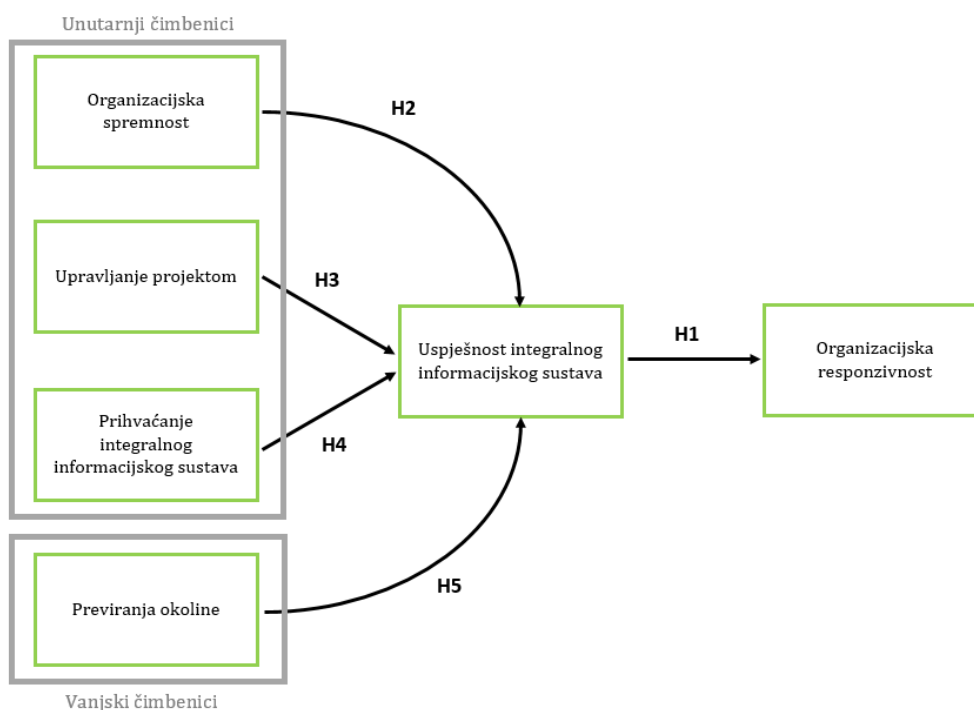 Unutarnji čimbenici
Organizacijska
spremnost
H2
Upravljanje projektom
H3
Uspješnost integralnog
informacijskog sustava
H1
Organizacijska
responzivnost
Prihvaćanje
integralnog
informacijskog sustava
H4
Previranja okoline
H5
Vanjski čimbenici